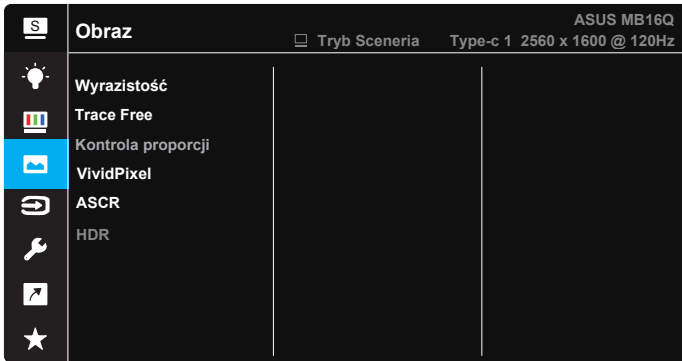 S
Obraz
ASUS MB16Q
Tryb Sceneria Type-c 1 2560 x 1600 @ 120Hz
Wyrazistość
Trace Free
Kontrola proporcji
VividPixel
ASCR
HDR